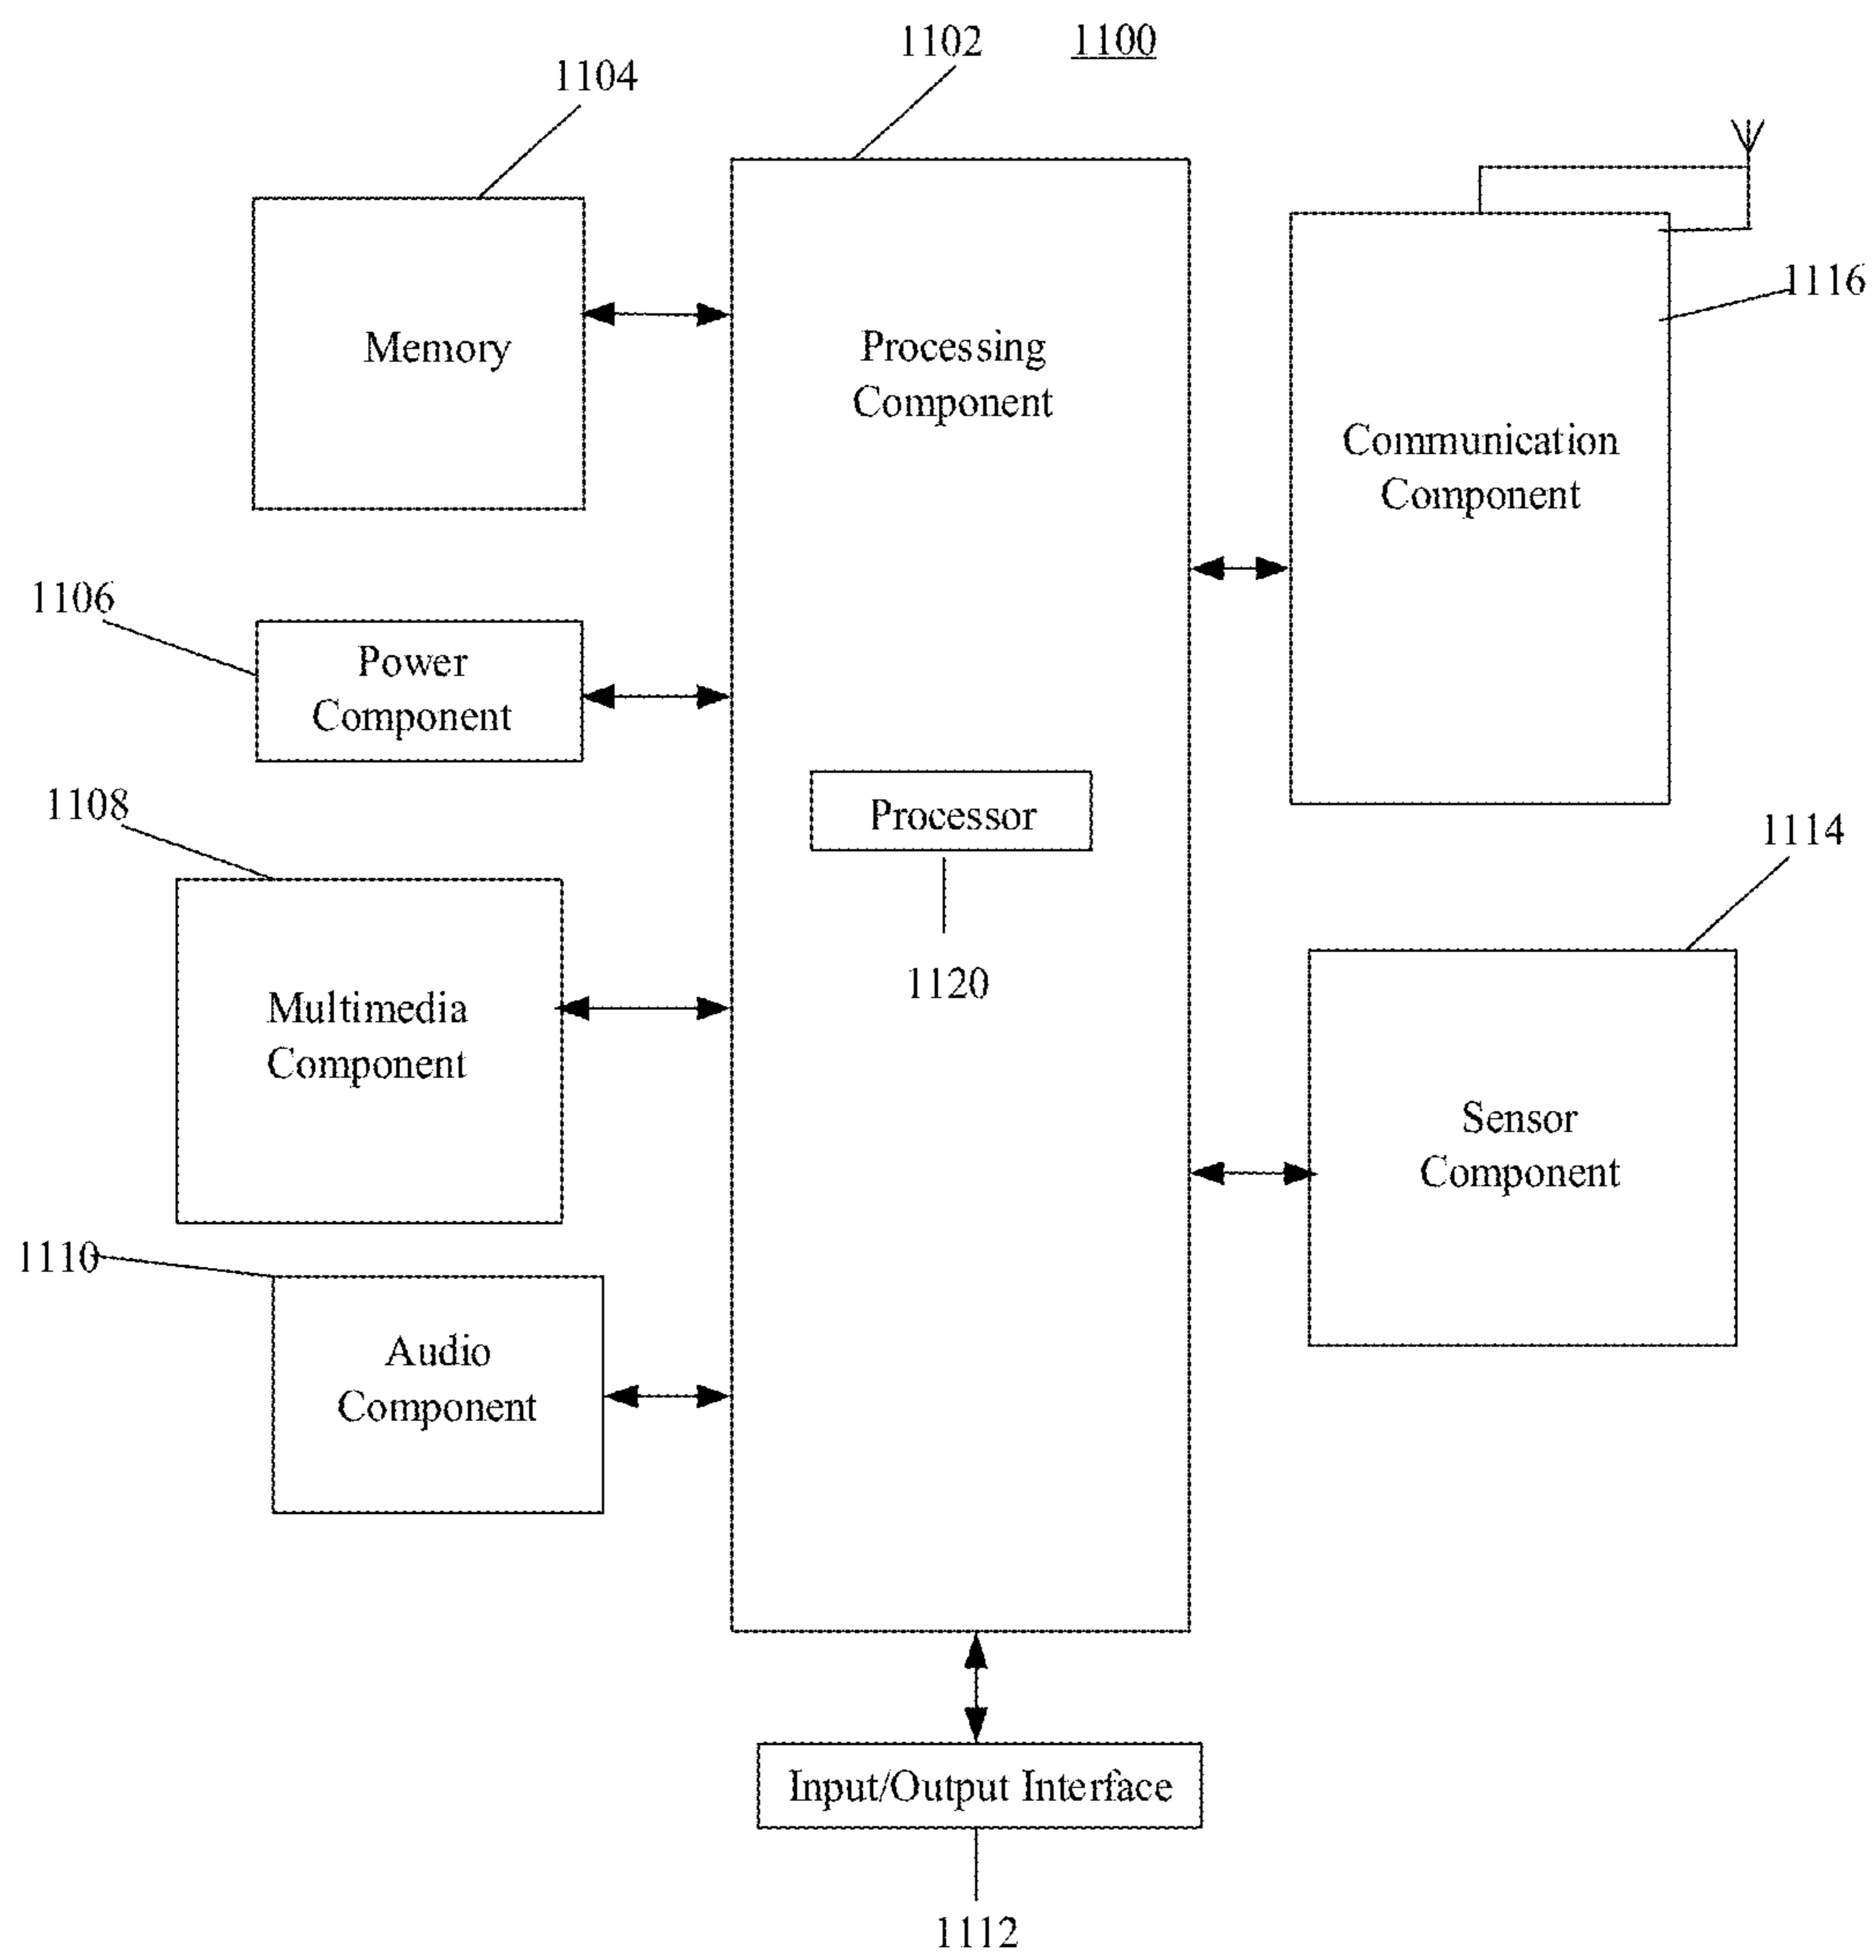 1102
1100
1104
Memory
Processing
Component
1116
Communication
Component
1106
Power
Component
Processor
1120
1108
Multimedia
Component
1114
Sensor
Component
1110
Audio
Component
Input/Output Interface
1112